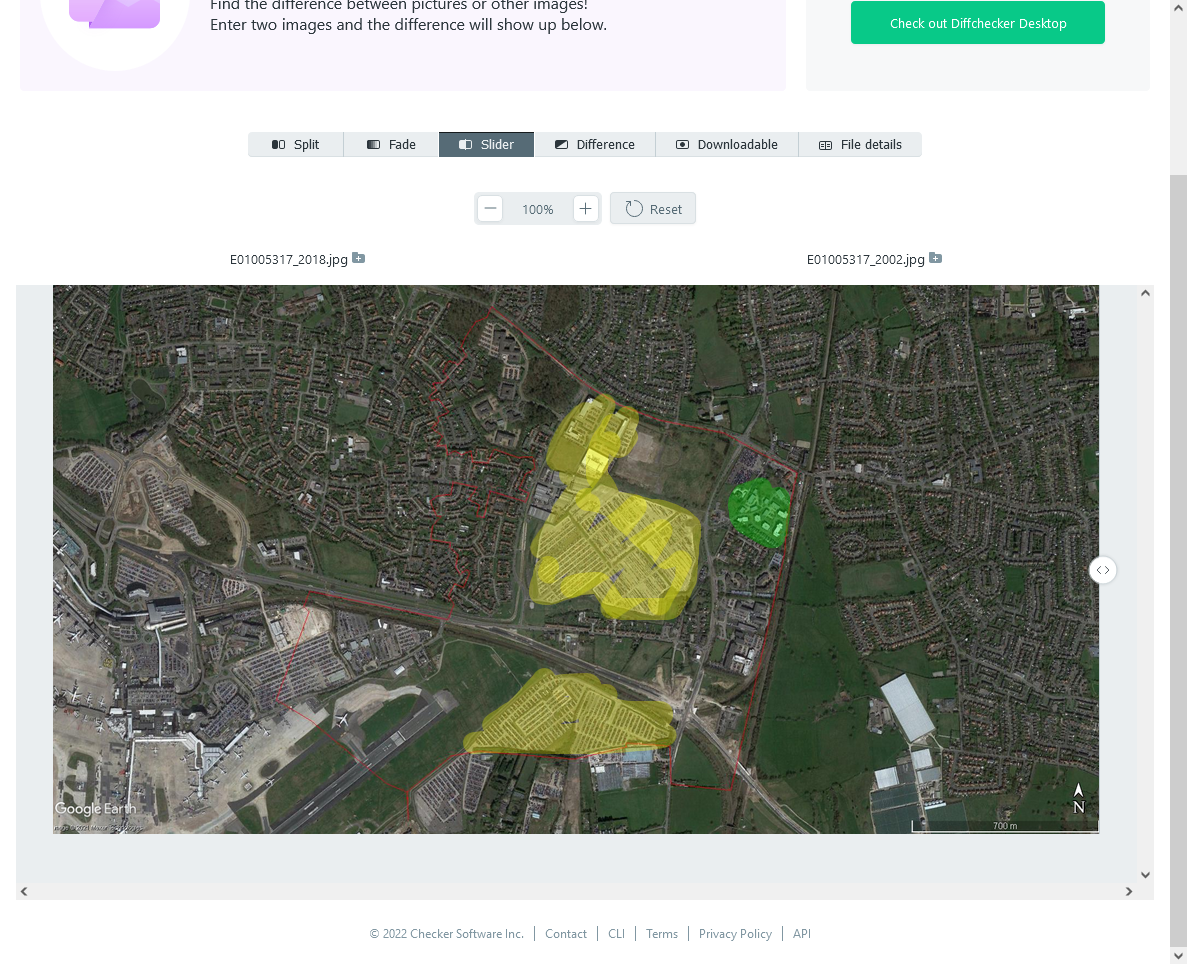 Find the difference between pictures or other images!
Enter two images and the difference will show up below.
Check out Diffchecker Desktop
Split
Fade
Slider
Difference
Downloadable
File details
100%
Reset
E01005317_2018.jpg
E01005317_2002.jpg
Google Earth
N
700 m
© 2022 Checker Software Inc.
Contact
CLI
Terms
Privacy Policy
API